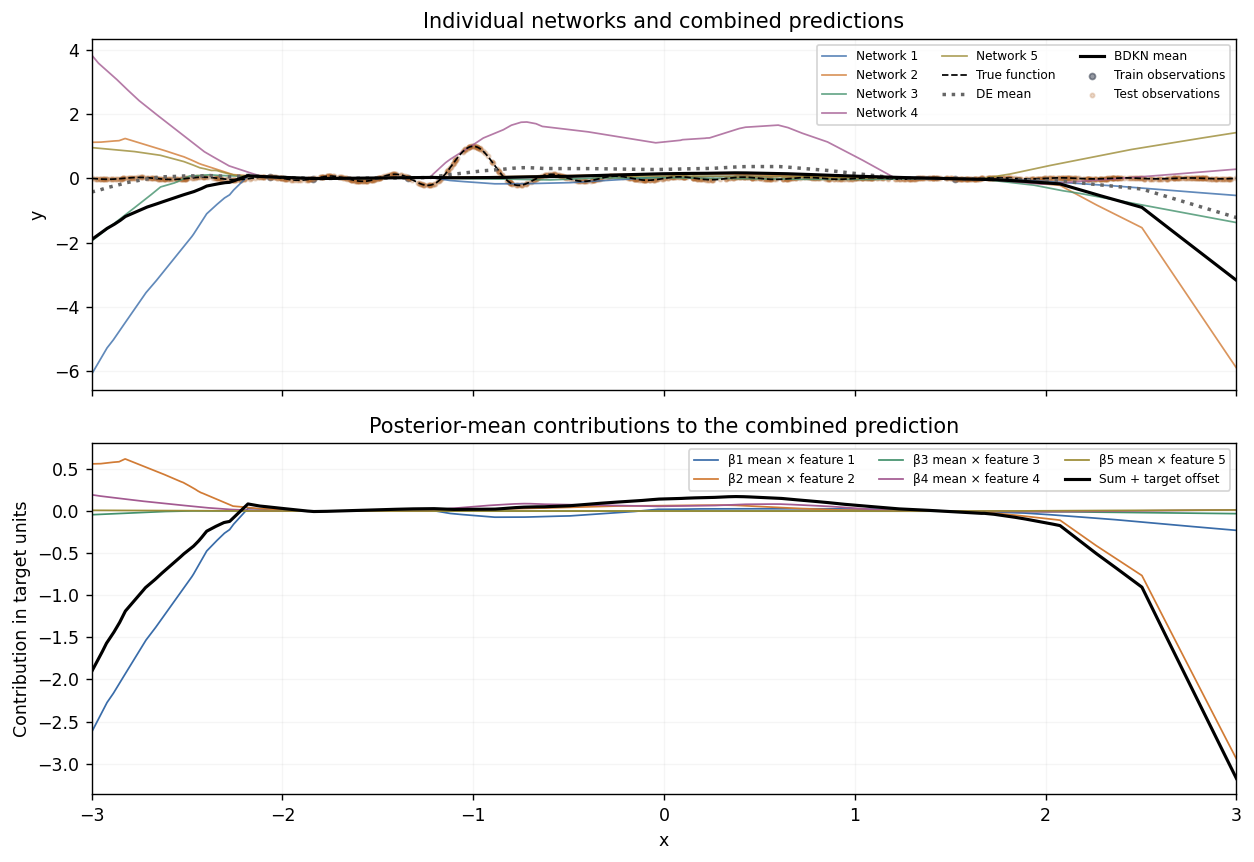 Individual networks and combined predictions
4
2
0
−2
−4
−6
y
Network 1
Network 2
Network 3
Network 4
Network 5
True function
DE mean
BDKN mean
Train observations
Test observations
Posterior-mean contributions to the combined prediction
0.5
0.0
−0.5
−1.0
−1.5
−2.0
−2.5
−3.0
Contribution in target units
β1 mean × feature 1
β2 mean × feature 2
β3 mean × feature 3
β4 mean × feature 4
β5 mean × feature 5
Sum + target offset
−3
−2
−1
0
1
2
3
x